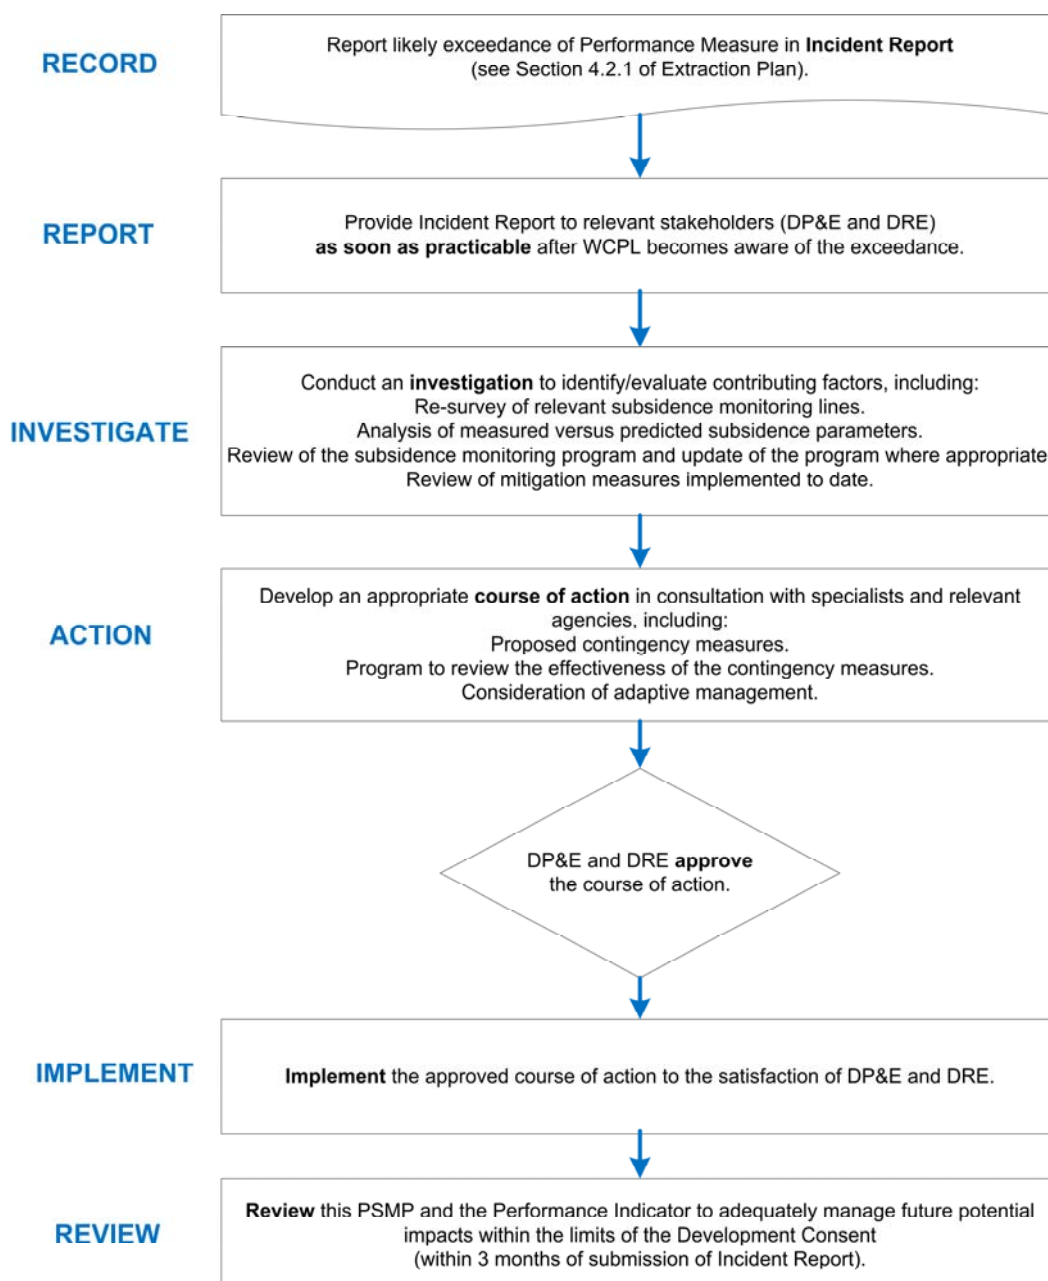 RECORD
Report likely exceedance of Performance Measure in Incident Report
(see Section 4.2.1 of Extraction Plan).
REPORT
Provide Incident Report to relevant stakeholders (DP&E and DRE)
as soon as practicable after WCPL becomes aware of the exceedance.
INVESTIGATE
Conduct an investigation to identify/evaluate contributing factors, including:
Re-survey of relevant subsidence monitoring lines.
Analysis of measured versus predicted subsidence parameters.
Review of the subsidence monitoring program and update of the program where appropriate
Review of mitigation measures implemented to date.
ACTION
Develop an appropriate course of action in consultation with specialists and relevant
agencies, including:
Proposed contingency measures.
Program to review the effectiveness of the contingency measures.
Consideration of adaptive management.
DP&E and DRE approve
the course of action.
IMPLEMENT
Implement the approved course of action to the satisfaction of DP&E and DRE.
REVIEW
Review this PSMP and the Performance Indicator to adequately manage future potential
impacts within the limits of the Development Consent
(within 3 months of submission of Incident Report).